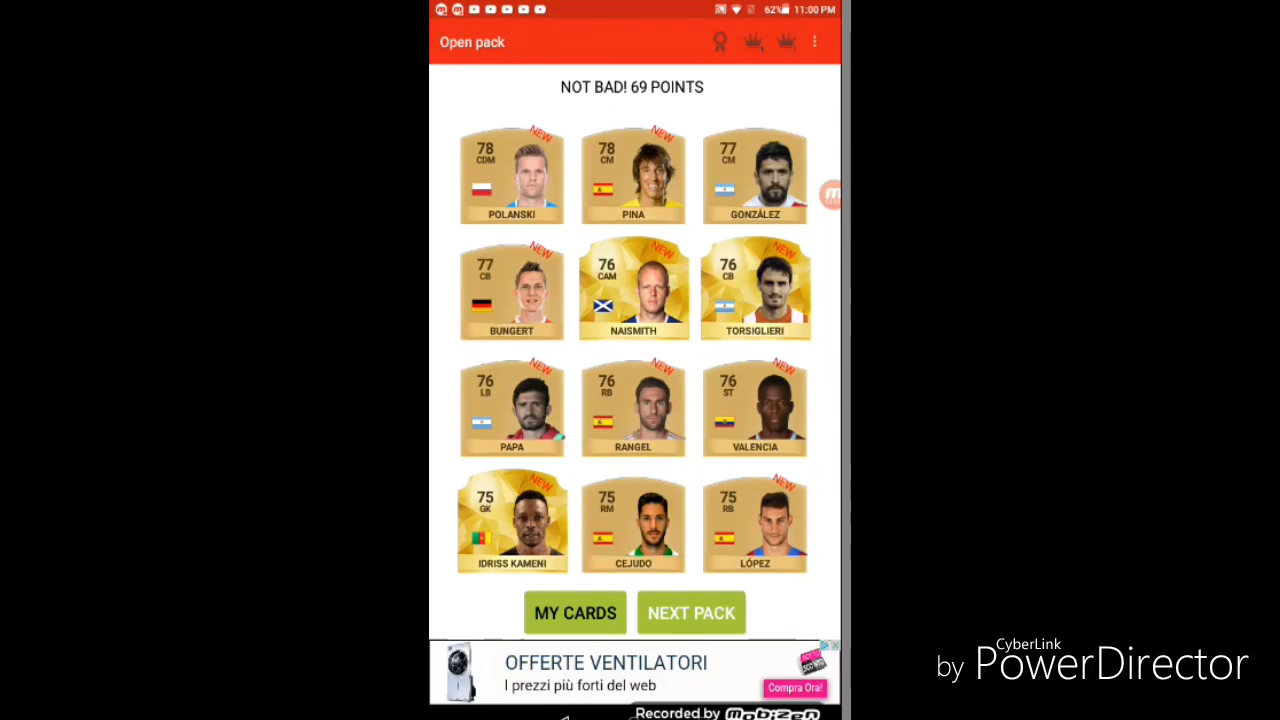 62% 11:00 PM
Open pack
NOT BAD! 69 POINTS
NEW
78
CDM
POLANSKI
NEW
78
CM
PINA
77
CM
GONZÁLEZ
NEW
77
CB
BUNGERT
NEW
76
CAM
NAISMITH
NEW
76
CB
TORSIGLIERI
NEW
76
LB
PAPA
NEW
76
RB
RANGEL
NEW
76
ST
VALENCIA
NEW
75
GK
IDRISS KAMENI
75
RM
CEJUDO
NEW
75
RB
LÓPEZ
MY CARDS NEXT PACK
OFFERTE VENTILATORI
I prezzi più forti del web
Compra Ora!
Recorded by Mobizen
CyberLink
by PowerDirector